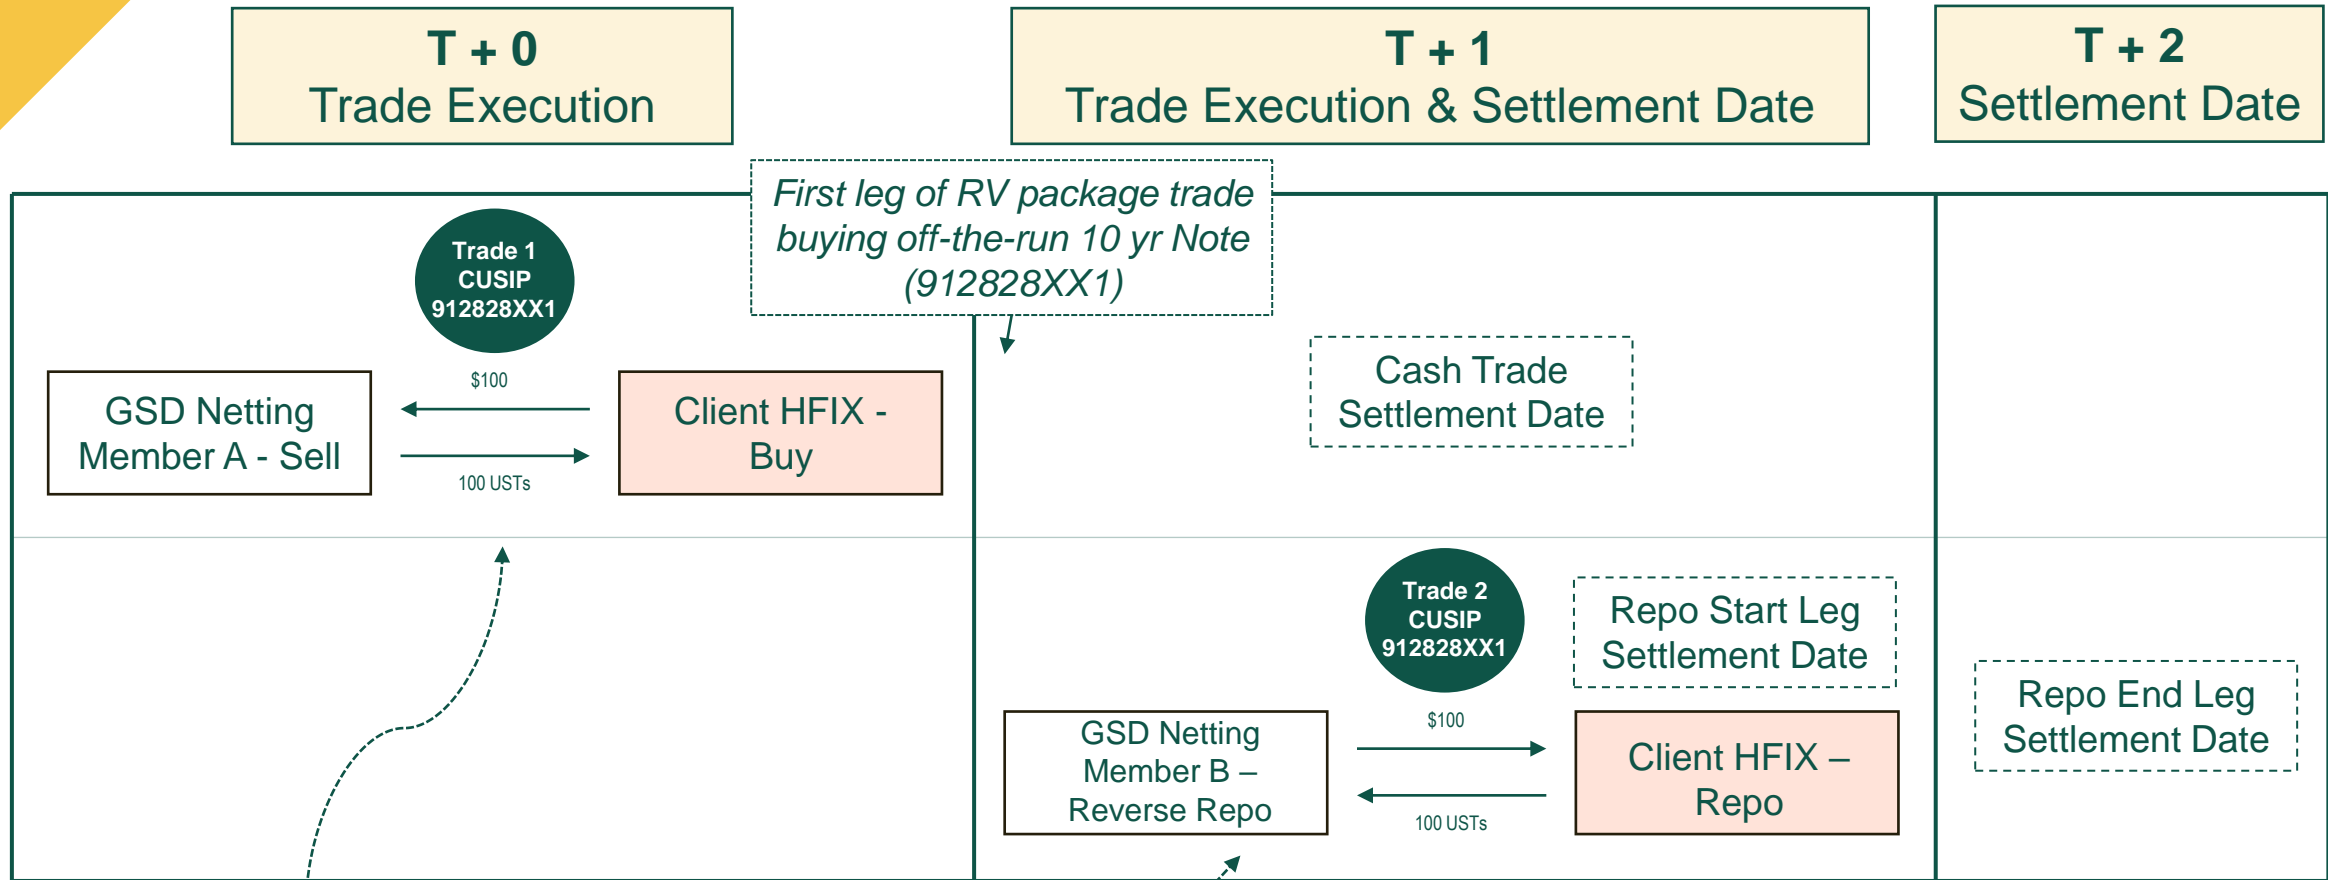 T + 0
Trade Execution
T + 1
Trade Execution & Settlement Date
T + 2
Settlement Date
First leg of RV package trade
buying off-the-run 10 yr Note
(912828XX1)
Trade 1
CUSIP
912828XX1
GSD Netting
Member A - Sell
$100
100 USTs
Client HFIX -
Buy
Cash Trade
Settlement Date
Trade 2
CUSIP
912828XX1
Repo Start Leg
Settlement Date
GSD Netting
Member B –
Reverse Repo
$100
100 USTs
Client HFIX –
Repo
Repo End Leg
Settlement Date